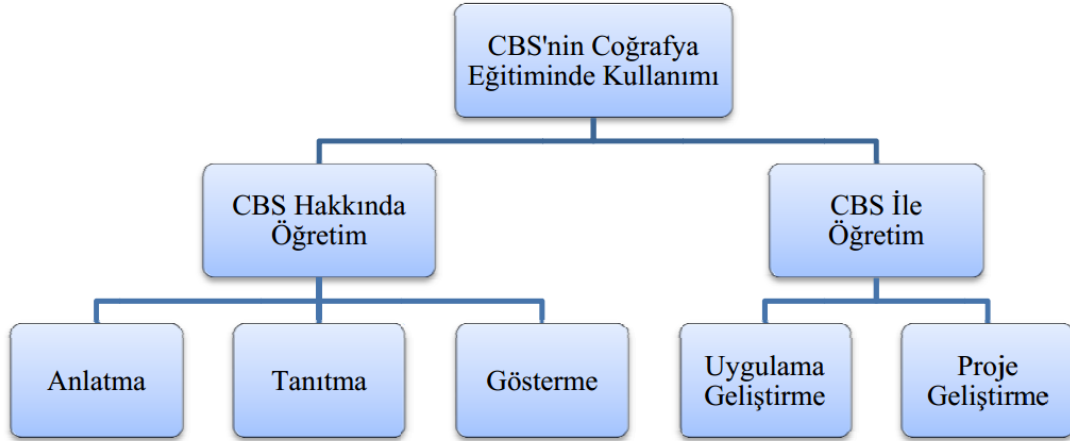 CBS'nin Coğrafya
Eğitiminde Kullanımı
CBS Hakkında
Öğretim
CBS İle
Öğretim
Anlatma
Tanıtma
Gösterme
Uygulama
Geliştirme
Proje
Geliştirme